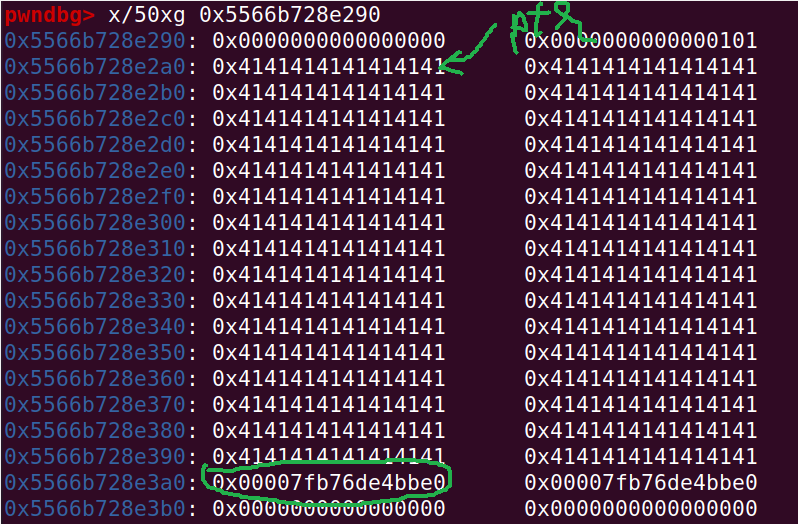 pwndbg> x/50xg 0x5566b728e290
0x5566b728e290: 0x0000000000000000 0x0000000000000101
0x5566b728e2a0: 0x4141414141414141 0x4141414141414141
0x5566b728e2b0: 0x4141414141414141 0x4141414141414141
0x5566b728e2c0: 0x4141414141414141 0x4141414141414141
0x5566b728e2d0: 0x4141414141414141 0x4141414141414141
0x5566b728e2e0: 0x4141414141414141 0x4141414141414141
0x5566b728e2f0: 0x4141414141414141 0x4141414141414141
0x5566b728e300: 0x4141414141414141 0x4141414141414141
0x5566b728e310: 0x4141414141414141 0x4141414141414141
0x5566b728e320: 0x4141414141414141 0x4141414141414141
0x5566b728e330: 0x4141414141414141 0x4141414141414141
0x5566b728e340: 0x4141414141414141 0x4141414141414141
0x5566b728e350: 0x4141414141414141 0x4141414141414141
0x5566b728e360: 0x4141414141414141 0x4141414141414141
0x5566b728e370: 0x4141414141414141 0x4141414141414141
0x5566b728e380: 0x4141414141414141 0x4141414141414141
0x5566b728e390: 0x4141414141414141 0x4141414141414141
0x5566b728e3a0: 0x00007fb76de4bbe0 0x00007fb76de4bbe0
0x5566b728e3b0: 0x0000000000000000 0x0000000000000000